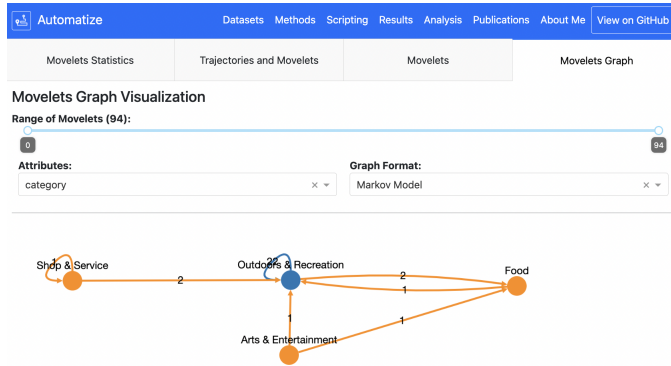 Automatize
Datasets Methods Scripting Results Analysis Publications About Me View on GitHub
Movelets Statistics Trajectories and Movelets Movelets Movelets Graph
Movelets Graph Visualization
Range of Movelets (94):
0 94
Attributes: Graph Format:
category × Markov Model ×
1
Shop & Service
22
Outdoors & Recreation
Food
2
2
1
1
1
Arts & Entertainment